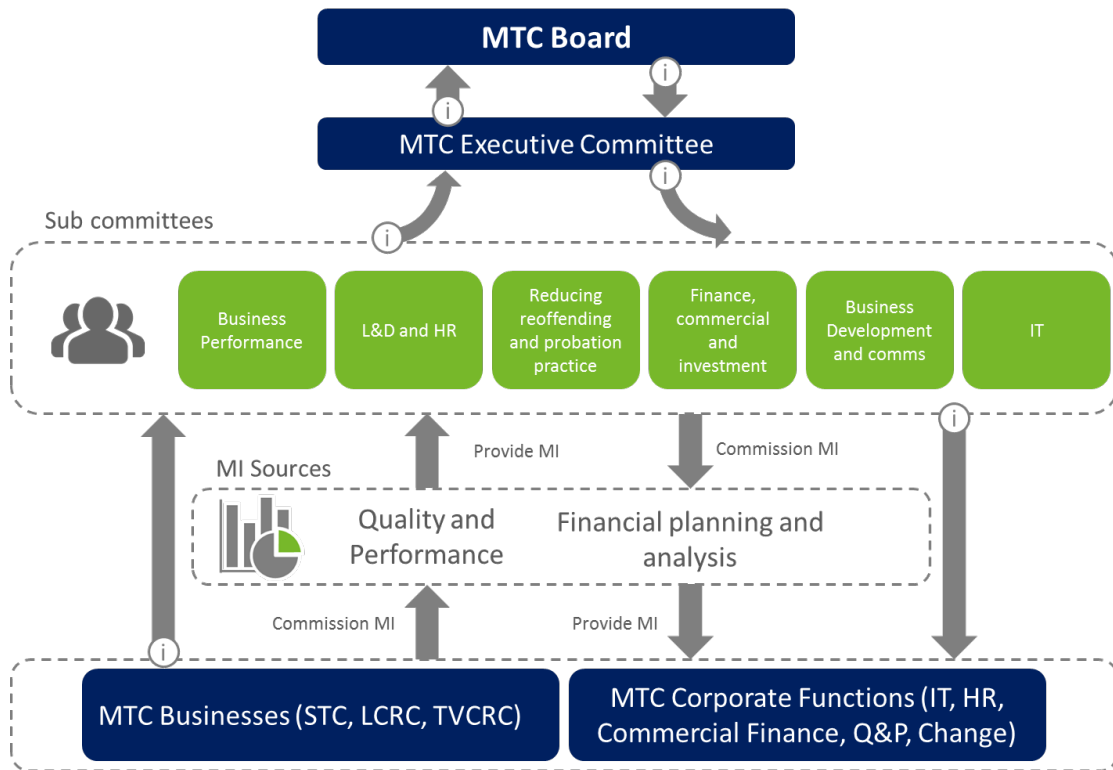 MTC Board
i
i
MTC Executive Committee
i
i
Sub committees
Business
Performance
L&D and HR
Reducing
reoffending
and probation
practice
Finance,
commercial
and
investment
Business
Development
and comms
IT
i
Provide MI
Commission MI
MI Sources
Quality and
Performance
Financial planning and
analysis
Commission MI
Provide MI
i
MTC Businesses (STC, LCRC, TVCRC)
MTC Corporate Functions (IT, HR,
Commercial Finance, Q&P, Change)